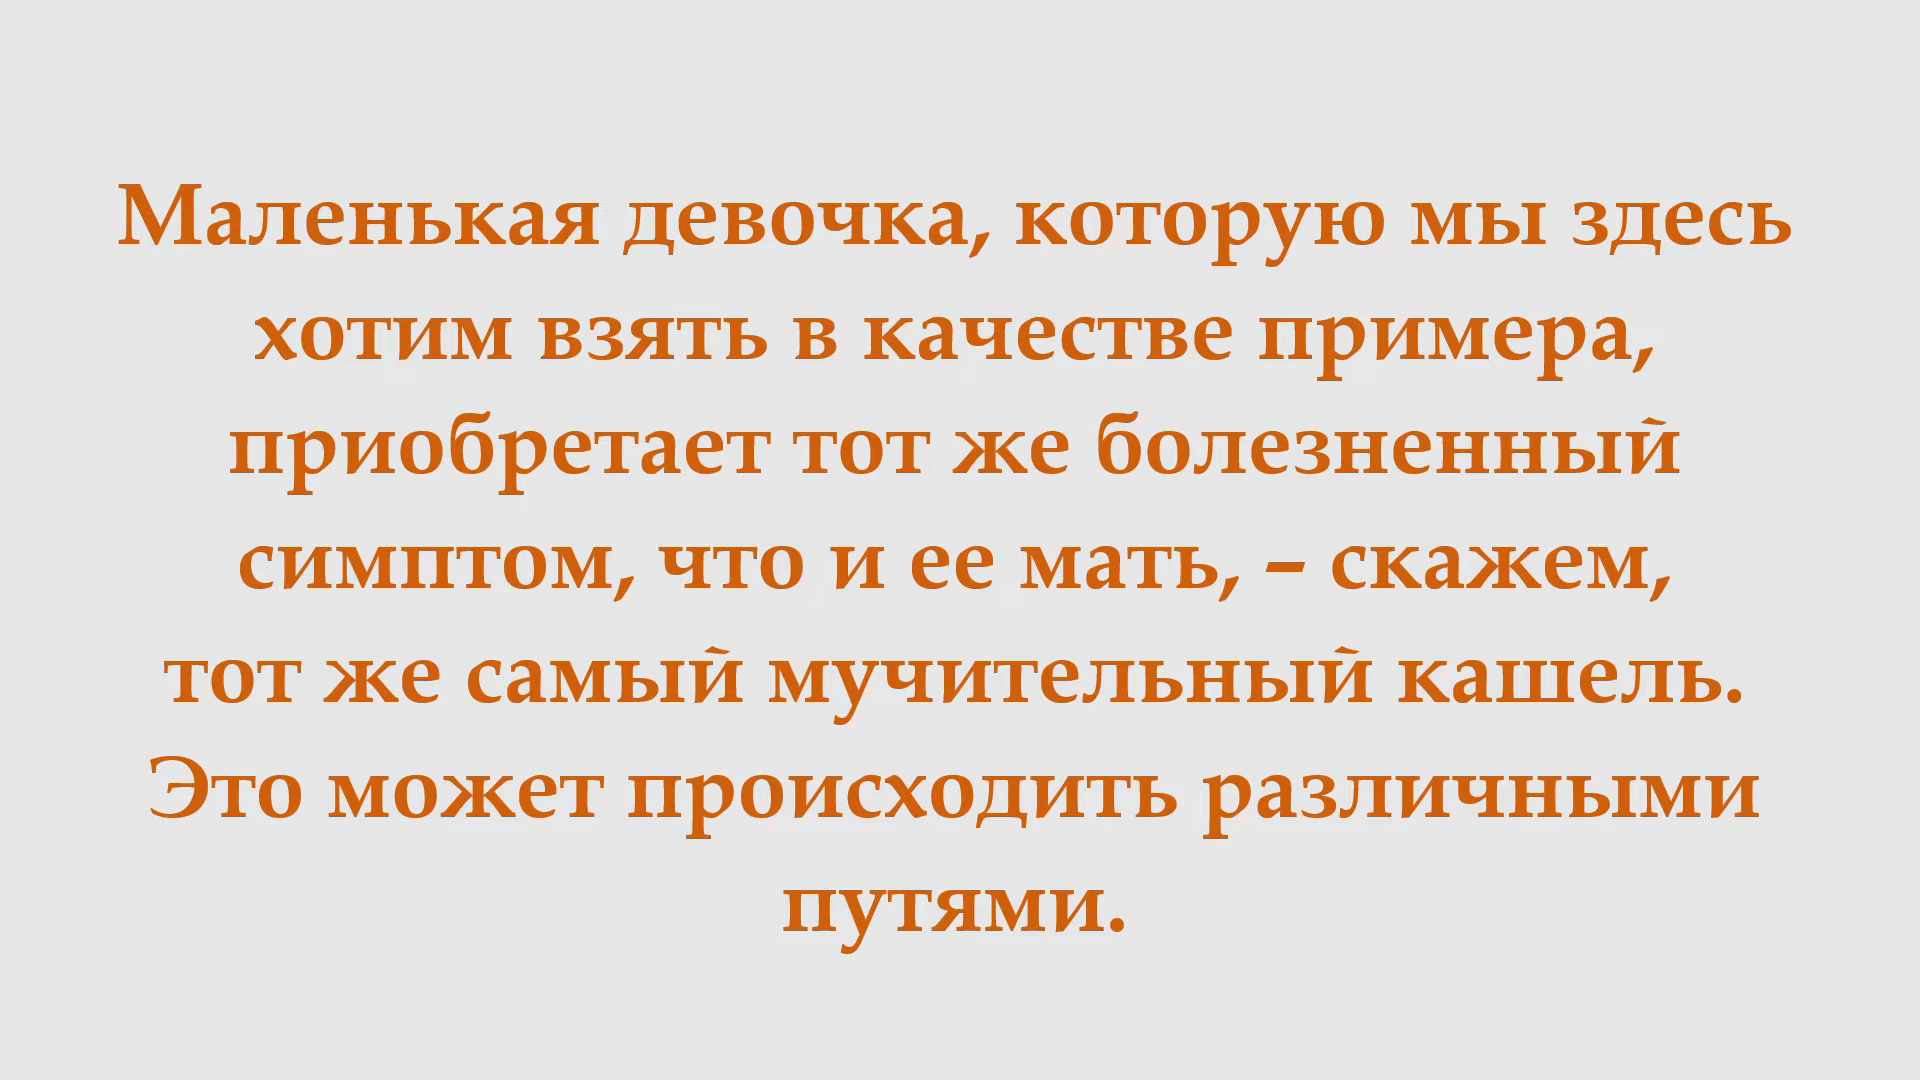 Маленькая девочка, которую мы здесь
хотим взять в качестве примера,
приобретает тот же болезненный
симптом, что и ее мать, – скажем,
тот же самый мучительный кашель.
Это может происходить различными
путями.